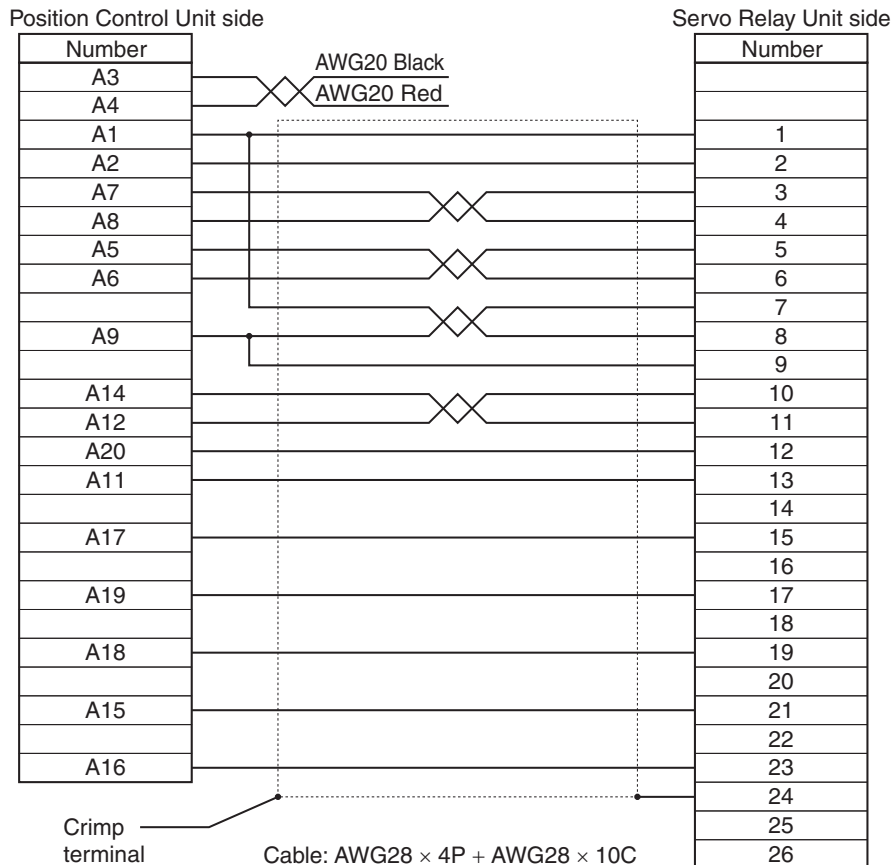 Position Control Unit side Servo Relay Unit side
Number Number
A3 AWG20 Black
A4 AWG20 Red
A1 1
A2 2
A7 3
A8 4
A5 5
A6 6
7
A9 8
9
A14 10
A12 11
A20 12
A11 13
14
A17 15
16
A19 17
18
A18 19
20
A15 21
22
A16 23
24
Crimp 25
terminal Cable: AWG28 × 4P + AWG28 × 10C 26